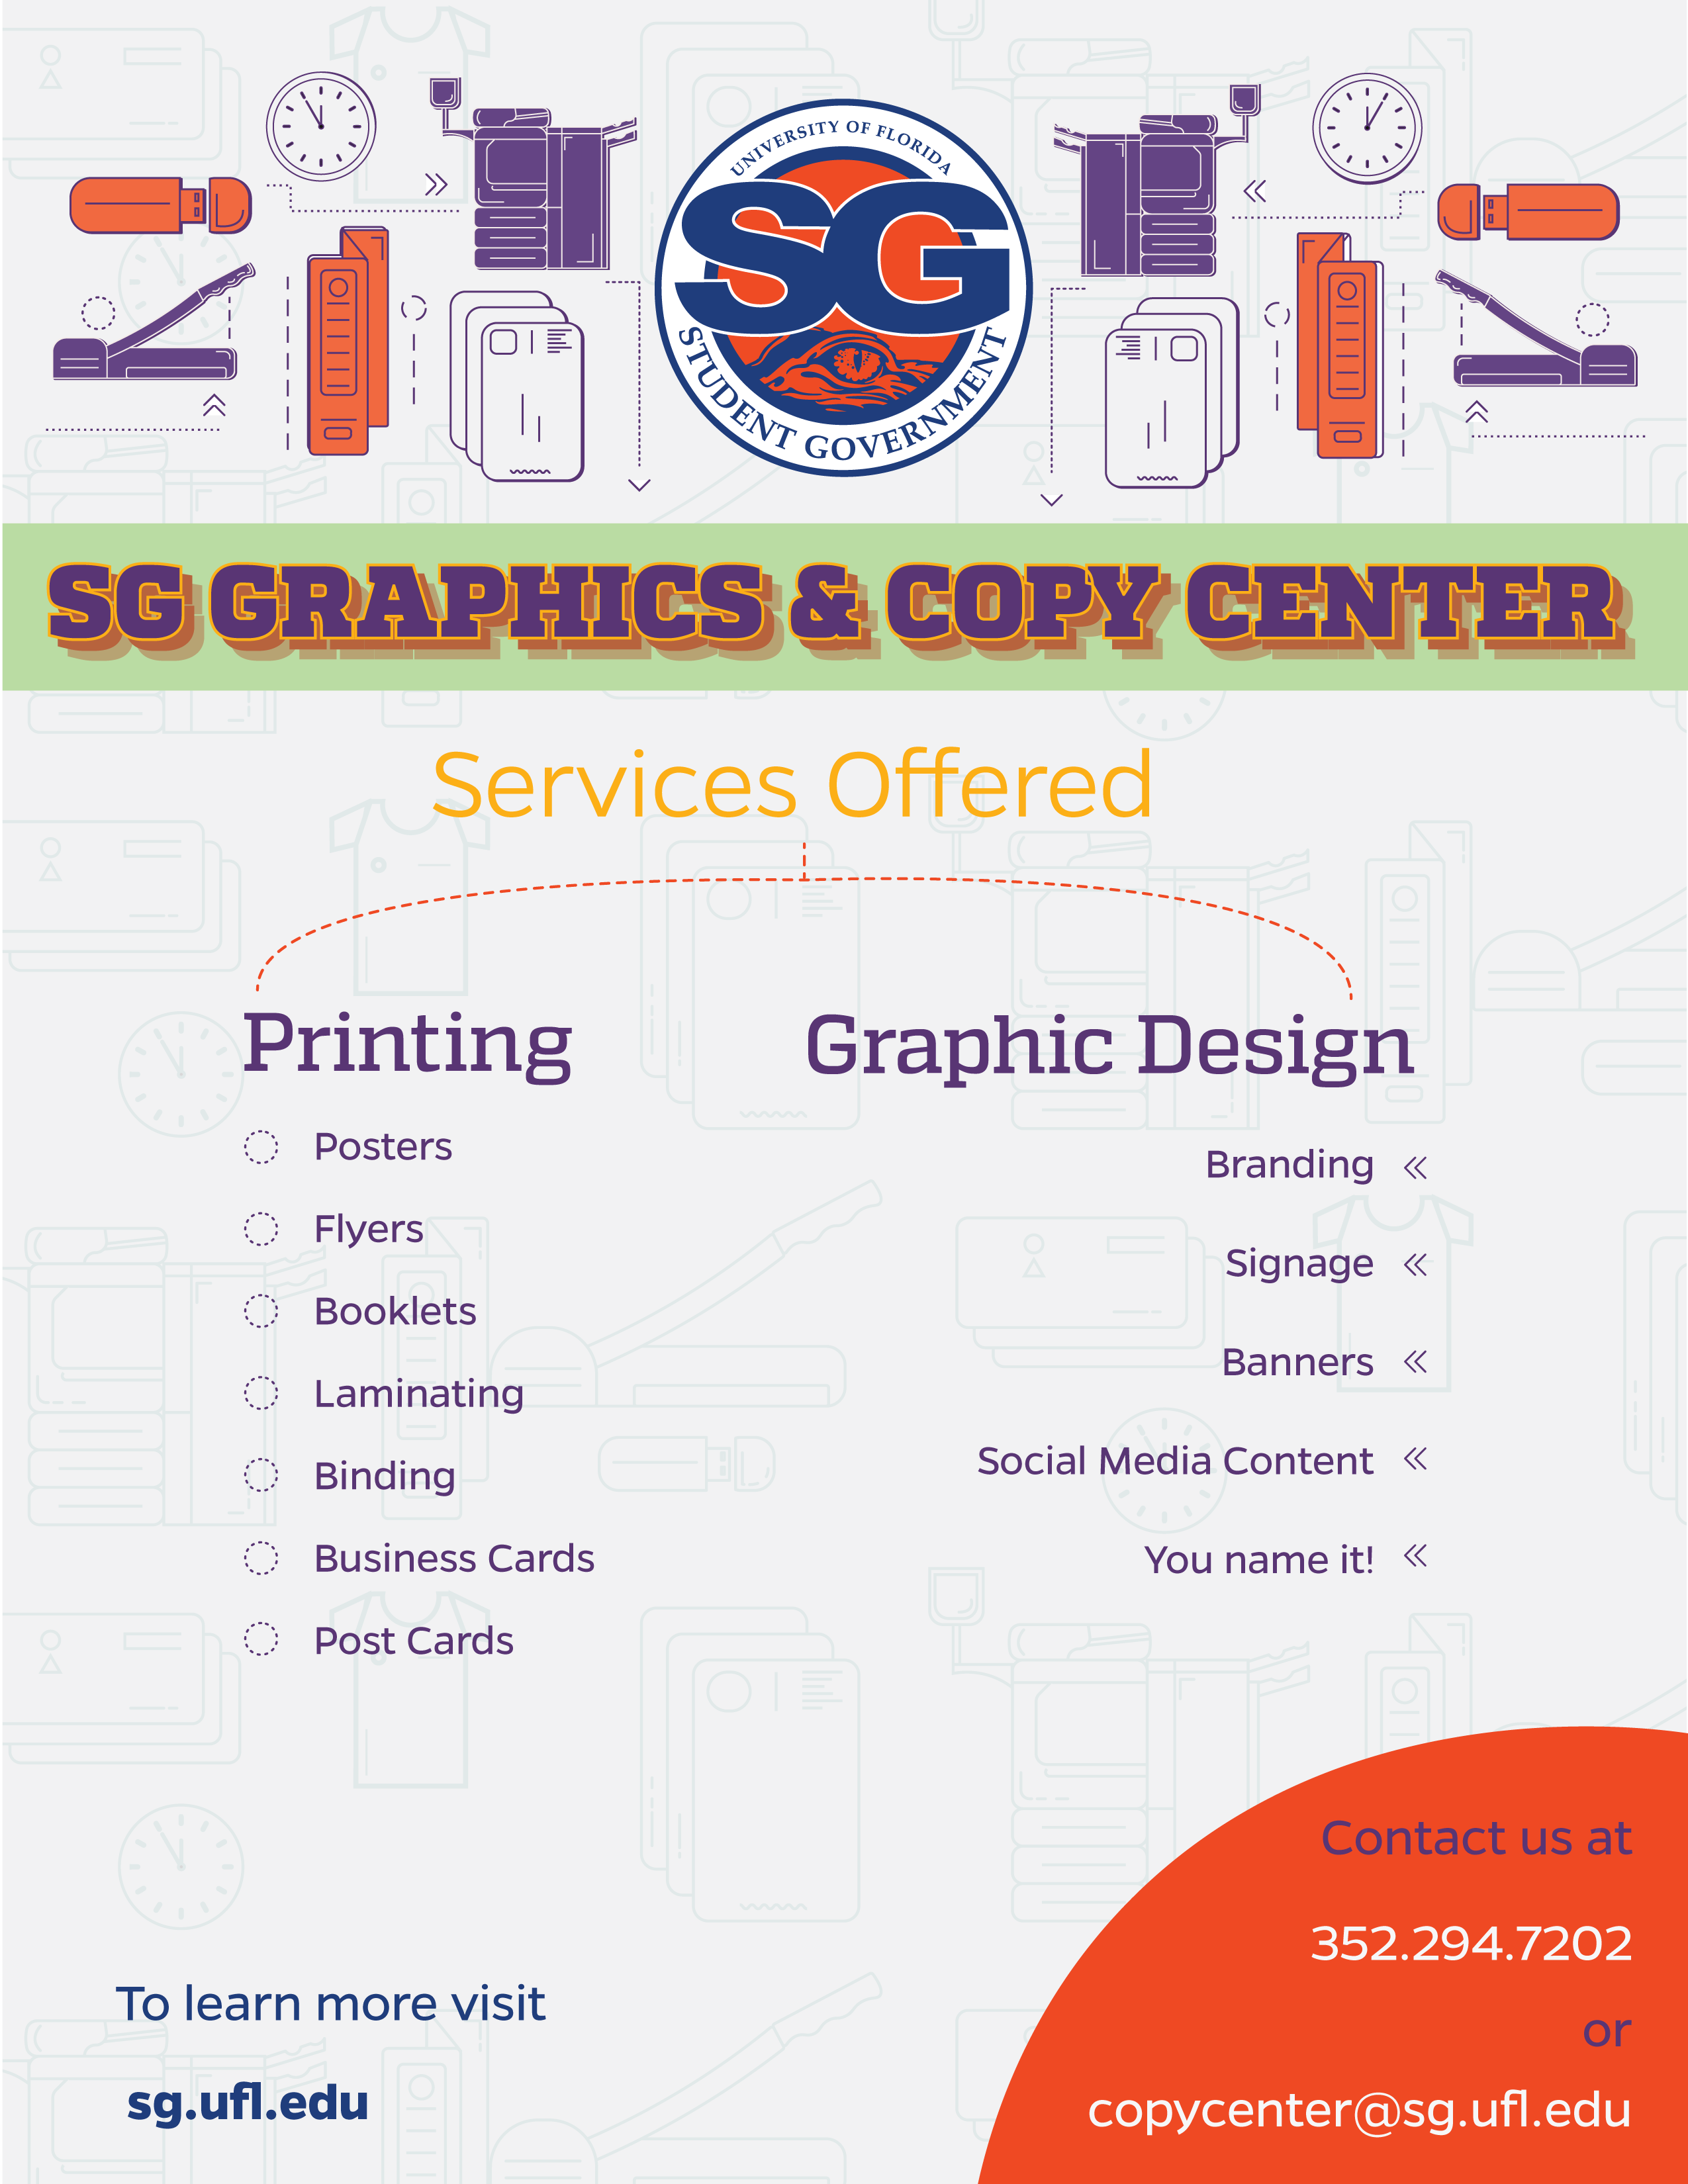 UNIVERSITY OF FLORIDA
SG
STUDENT GOVERNMENT
SG GRAPHICS & COPY CENTER
Services Offered
Printing
Posters
Flyers
Booklets
Laminating
Binding
Business Cards
Post Cards
Graphic Design
Branding
Signage
Banners
Social Media Content
You name it!
To learn more visit
sg.ufl.edu
Contact us at
352.294.7202
or
copycenter@sg.ufl.edu